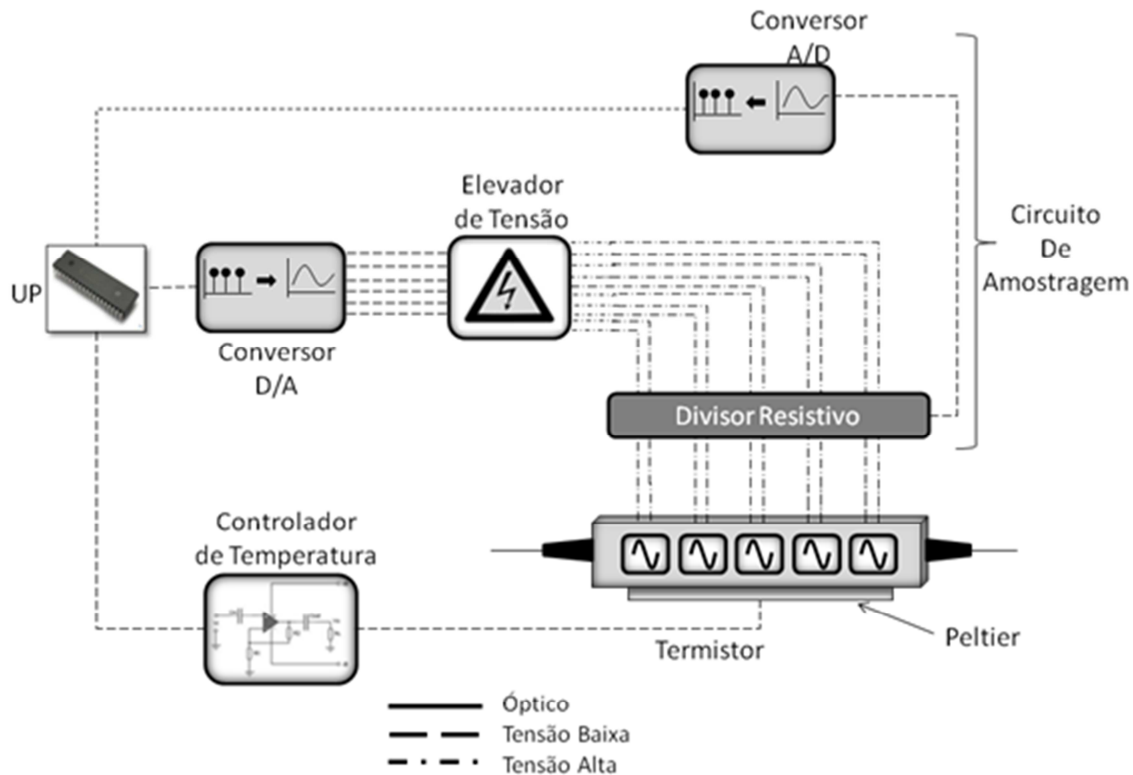 Conversor
A/D
Elevador
de Tensão
Circuito
De
Amostragem
UP
Conversor
D/A
Divisor Resistivo
Controlador
de Temperatura
Termistor
Peltier
Óptico
Tensão Baixa
Tensão Alta